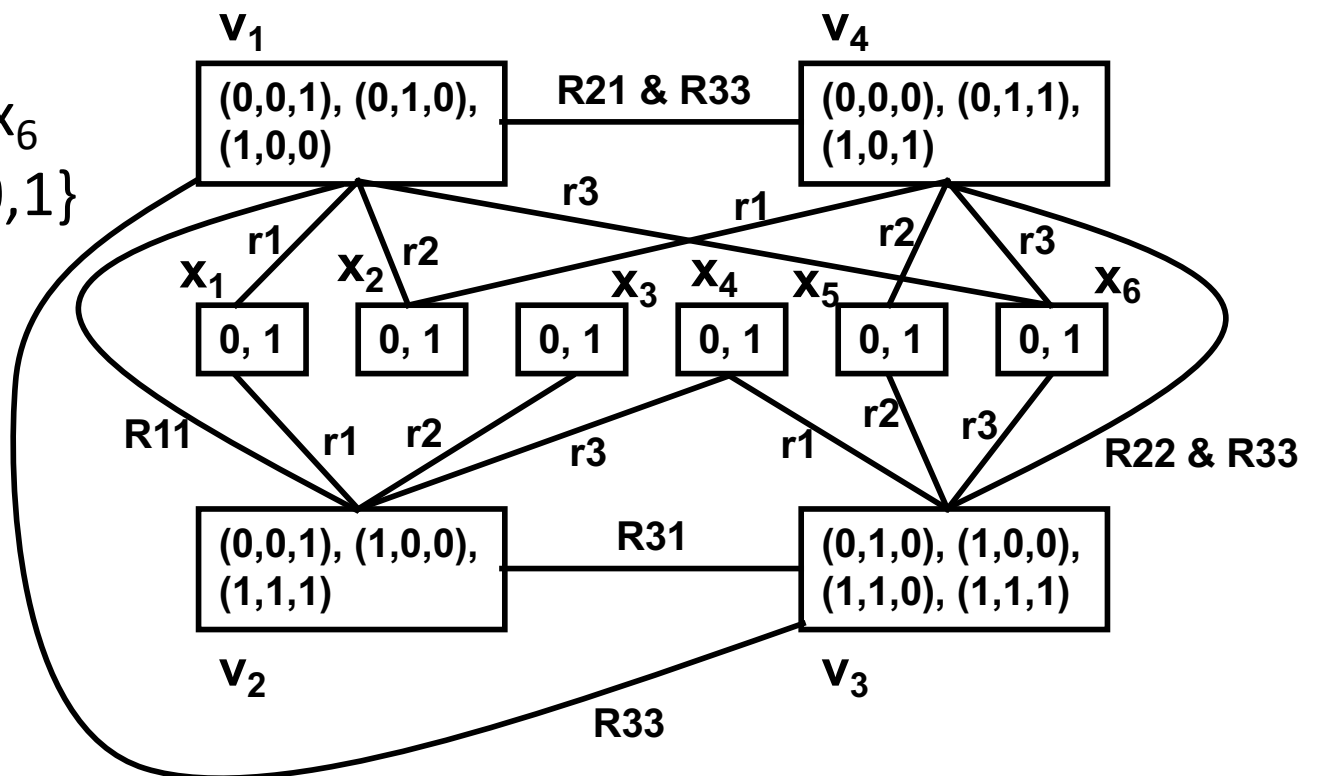 v₁
v₄
x₆
,1}
(0,0,1), (0,1,0),
(1,0,0)
R21 & R33
(0,0,0), (0,1,1),
(1,0,1)
r3
r1
r1
r2
r2
r3
x₁
x₂
x₃
x₄
x₅
x₆
0, 1
0, 1
0, 1
0, 1
0, 1
0, 1
R11
r1
r2
r3
r1
r2
r3
R22 & R33
(0,0,1), (1,0,0),
(1,1,1)
R31
(0,1,0), (1,0,0),
(1,1,0), (1,1,1)
v₂
v₃
R33